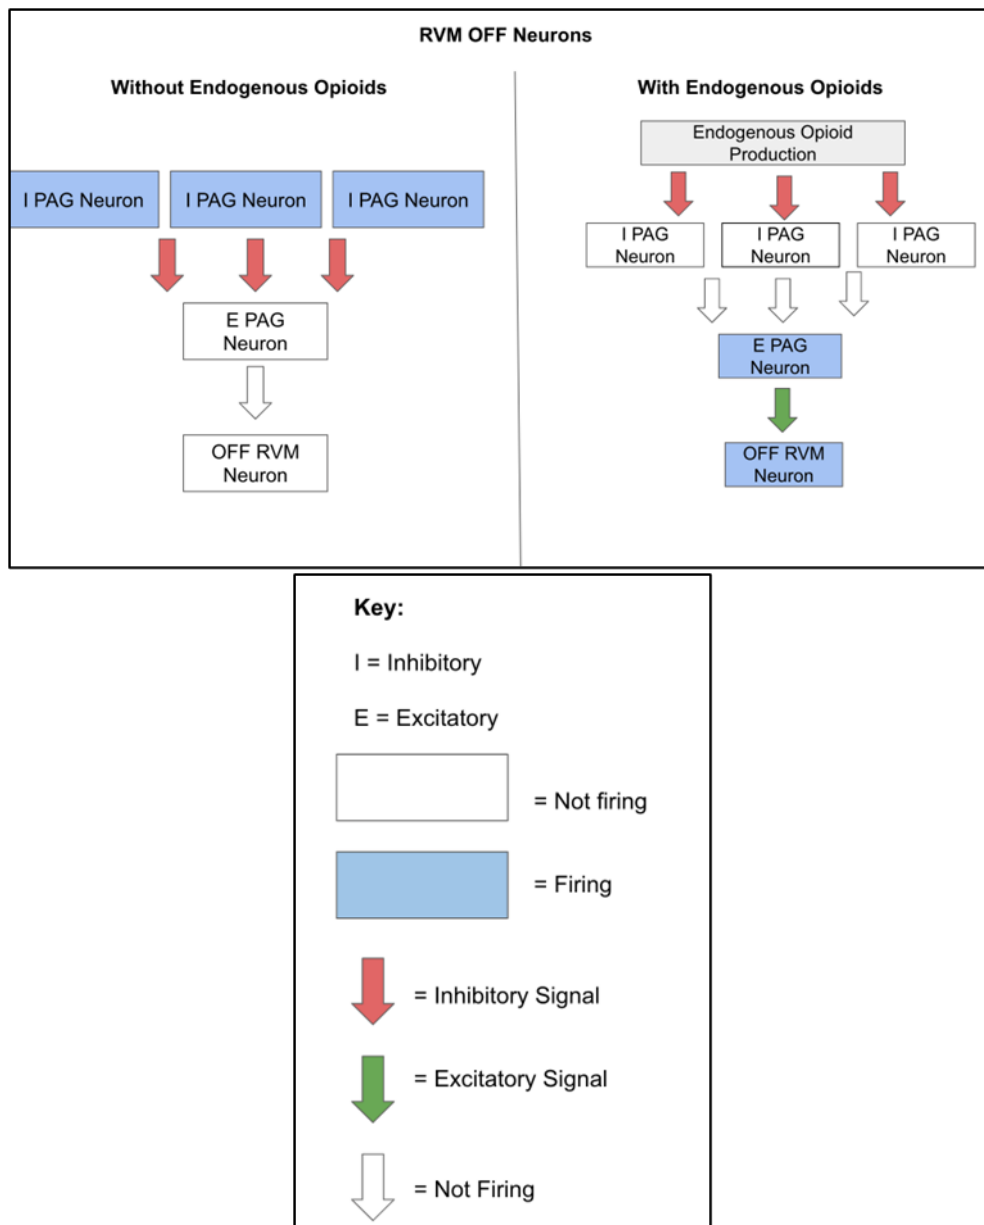 RVM OFF Neurons
Without Endogenous Opioids
I PAG Neuron
I PAG Neuron
I PAG Neuron
E PAG
Neuron
OFF RVM
Neuron
With Endogenous Opioids
Endogenous Opioid
Production
I PAG
Neuron
I PAG
Neuron
I PAG
Neuron
E PAG
Neuron
OFF RVM
Neuron
Key:
I = Inhibitory
E = Excitatory
= Not firing
= Firing
= Inhibitory Signal
= Excitatory Signal
= Not Firing